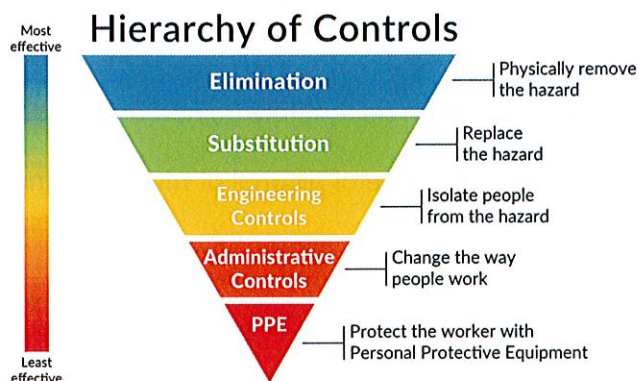 Hierarchy of Controls
Most
effective
Elimination
Physically remove
the hazard
Substitution
Replace
the hazard
Engineering
Controls
Isolate people
from the hazard
Administrative
Controls
Change the way
people work
PPE
Protect the worker with
Personal Protective Equipment
Least
effective